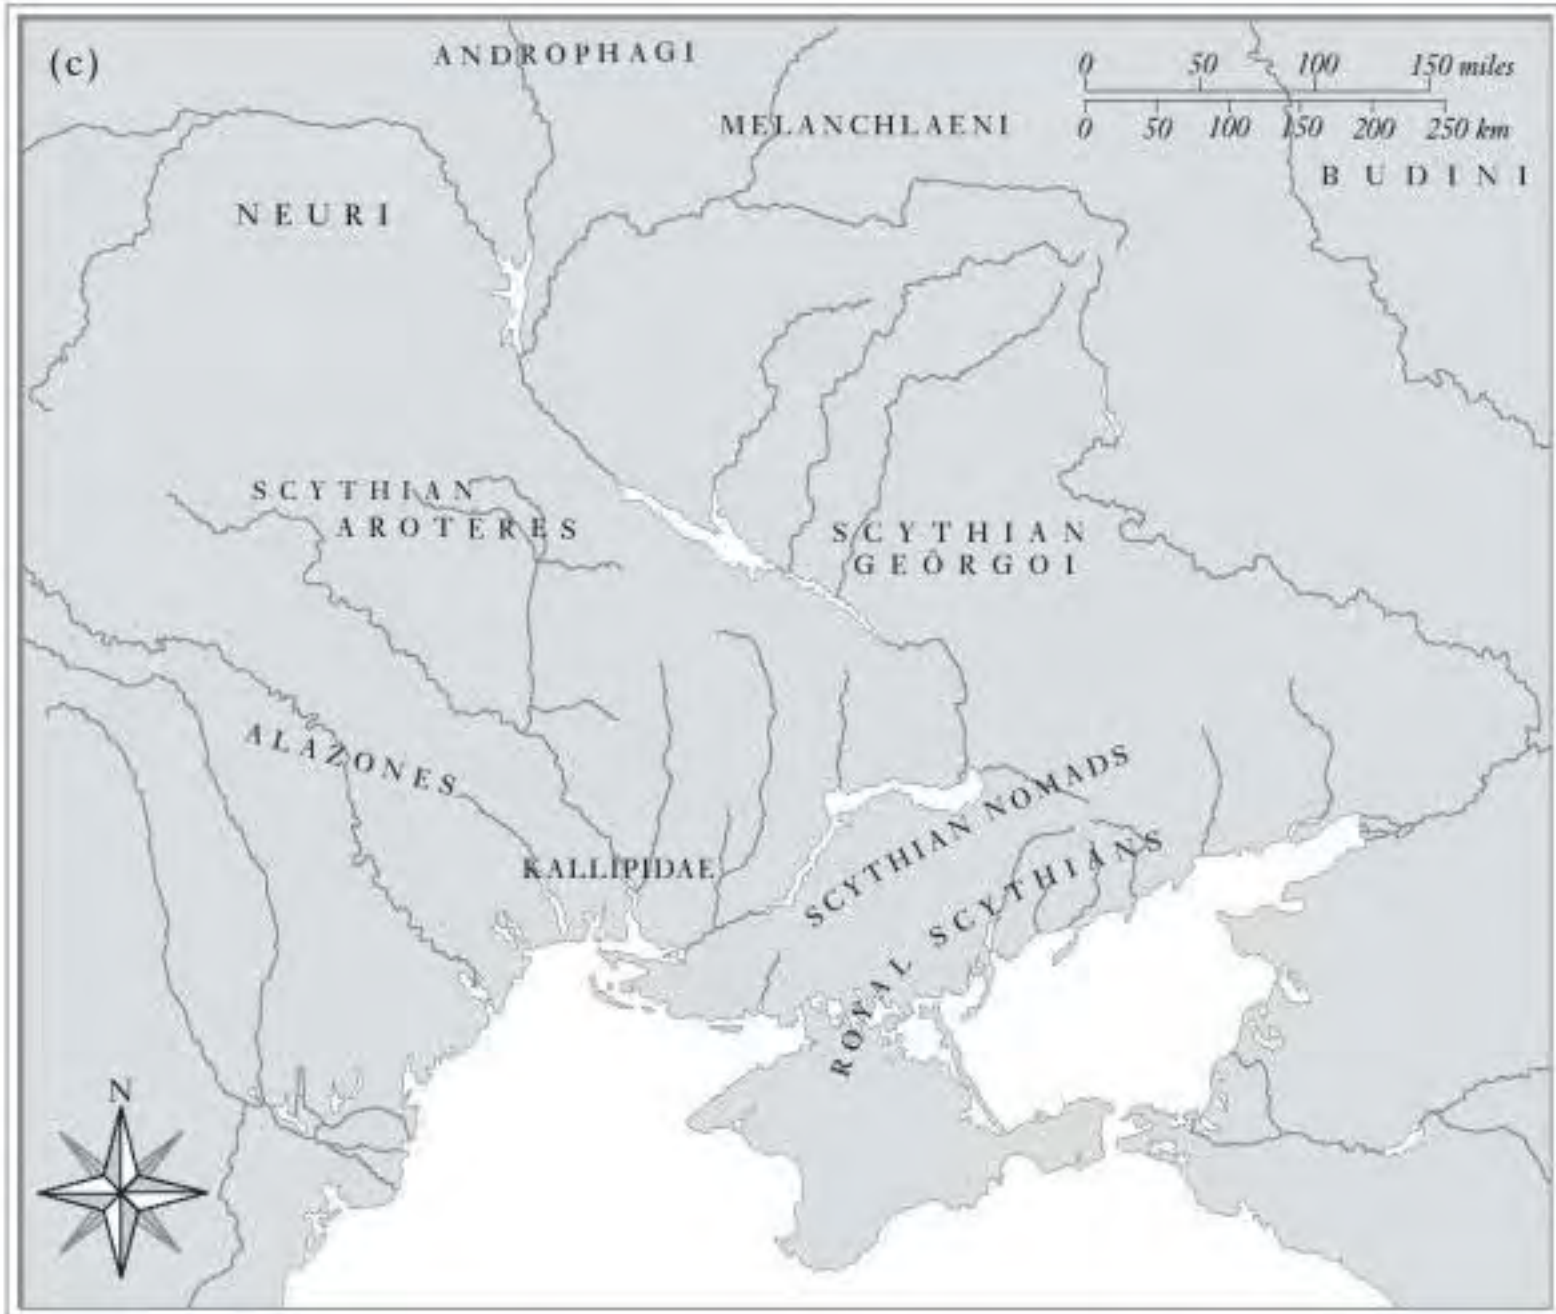 (c)
ANDROPHAGI
0 50 100 150 miles
MELANCHLAENI
0 50 100 150 200 250 km
BUDINI
NEURI
SCYTHIAN
AROTERES
SCYTHIAN
GEÔRGOI
ALAZONES
SCYTHIAN NOMADS
KALLIPIDAE
ROYAL SCYTHIANS
N